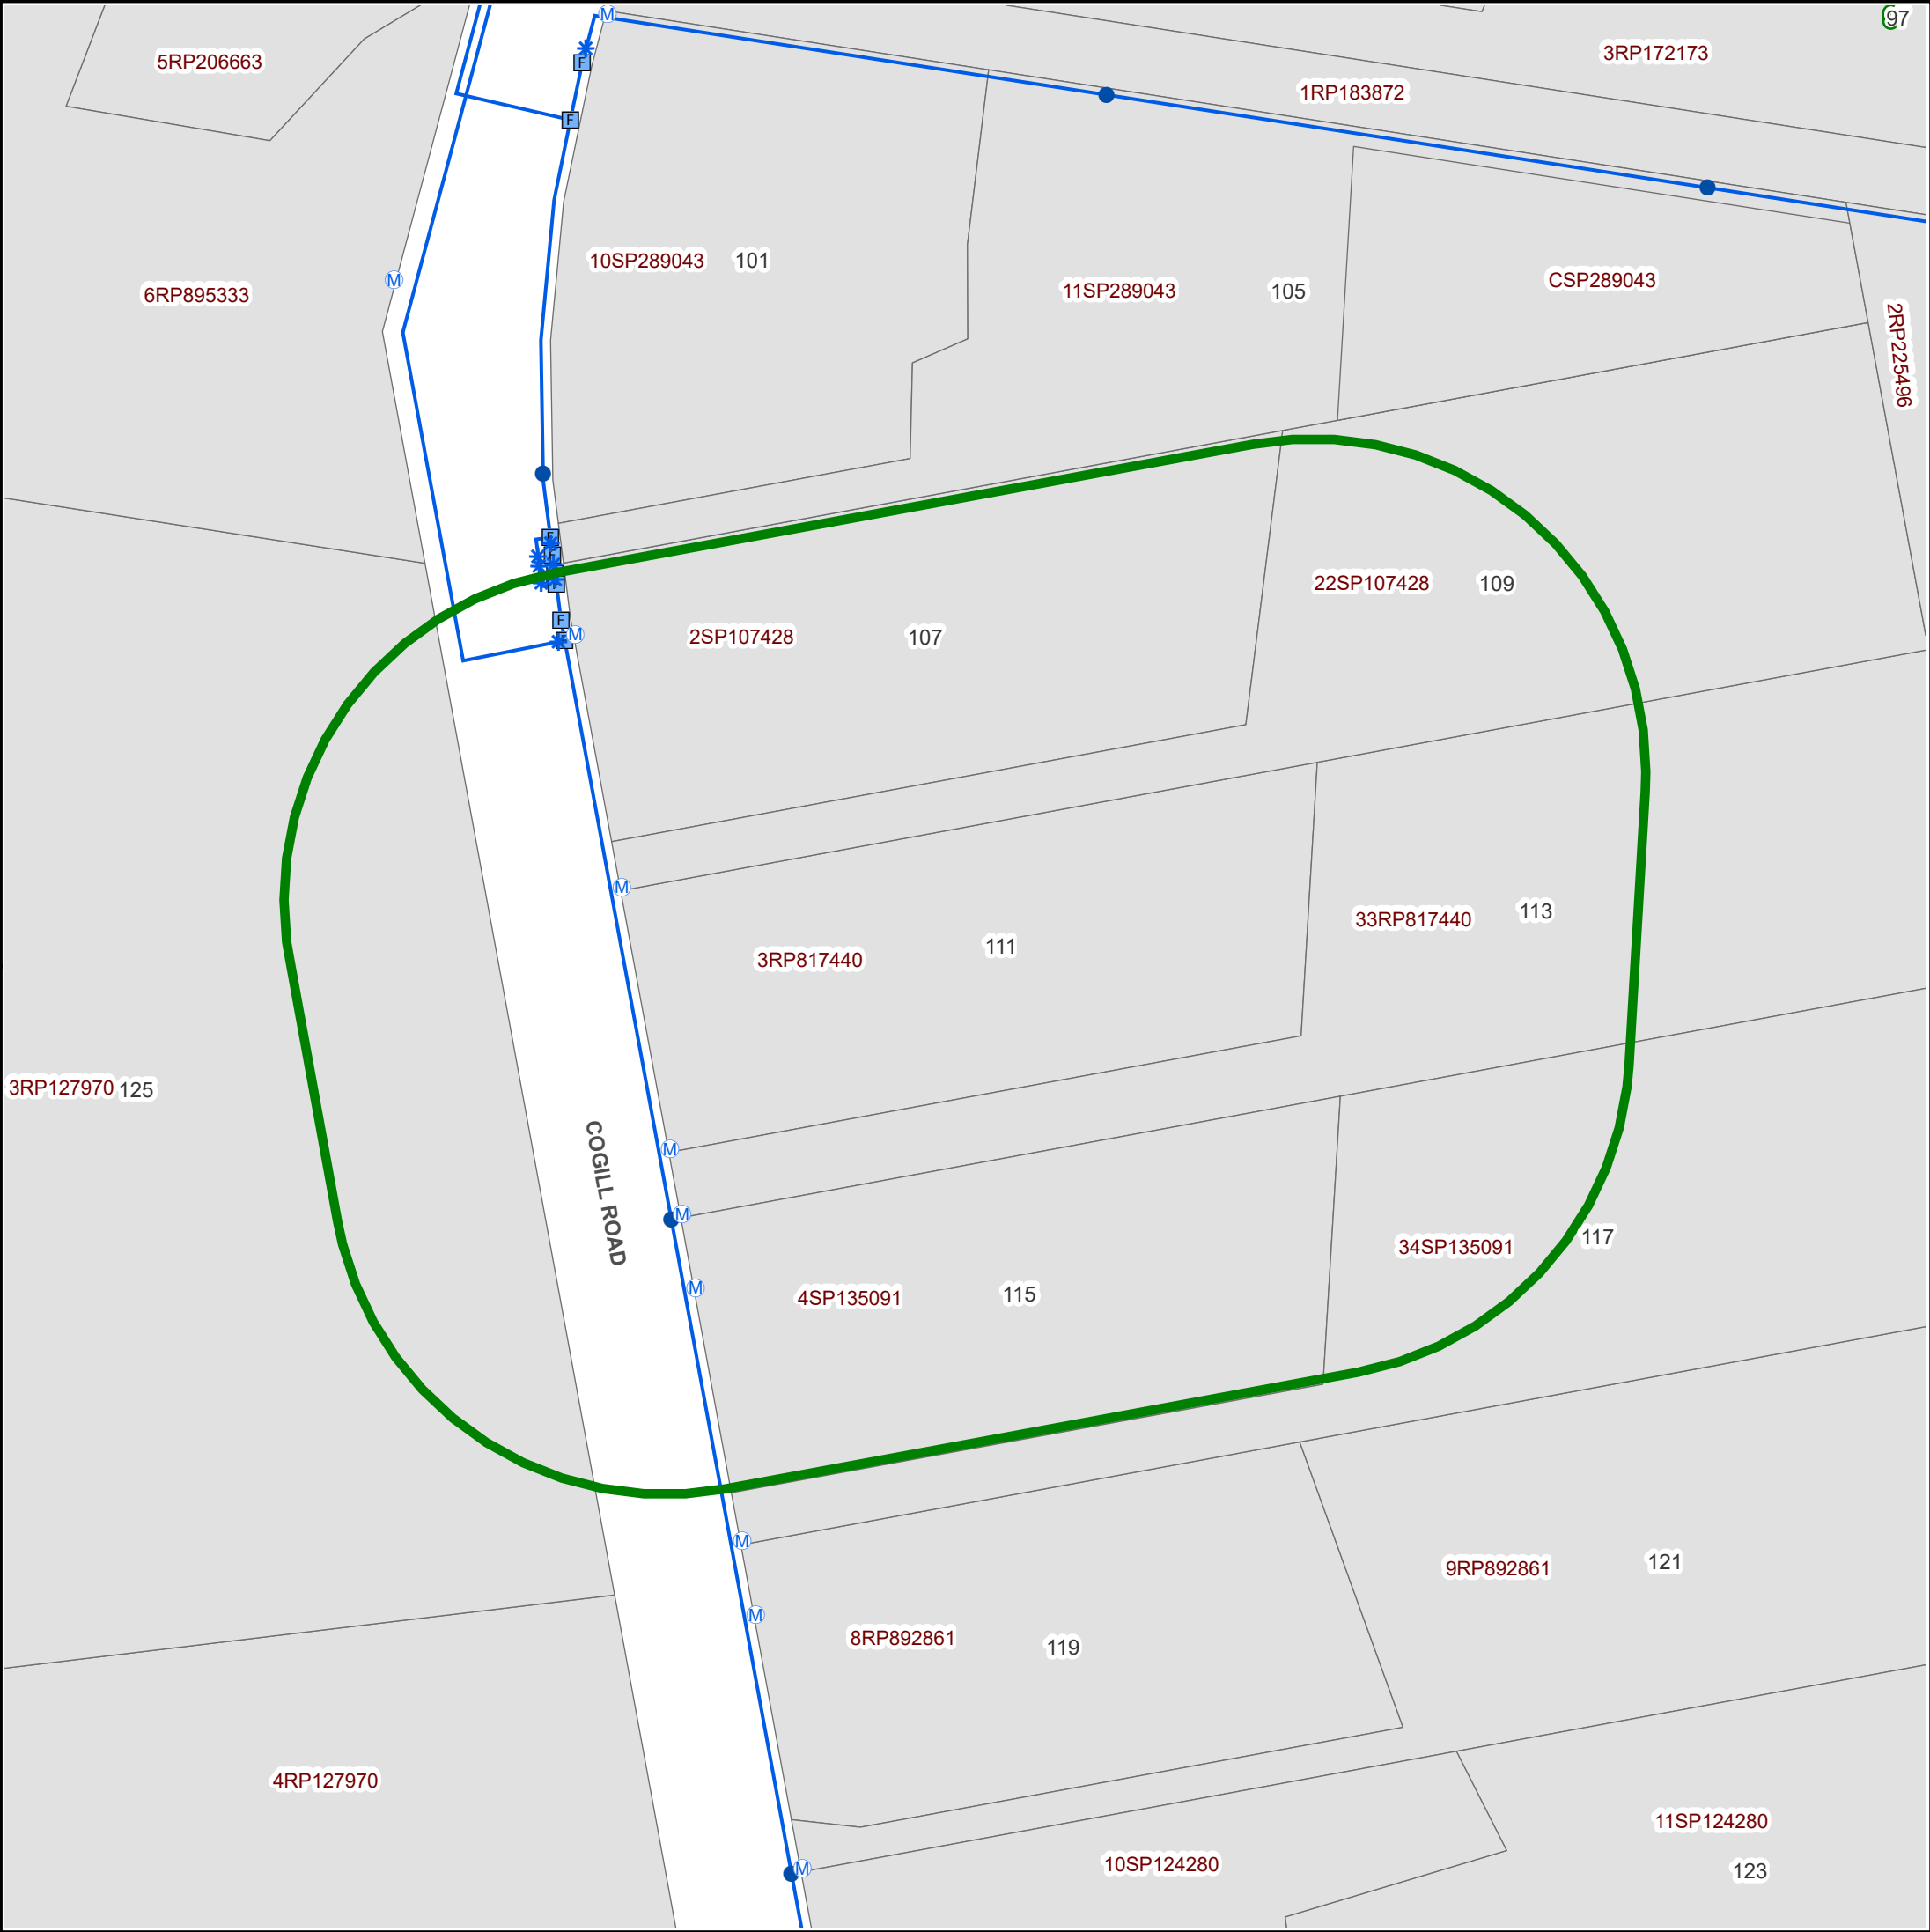 M
97
5RP206663
F
3RP172173
1RP183872
F
10SP289043 101
M
6RP895333
11SP289043 105
CSP289043
2RP225496
F
F
F
22SP107428 109
F
M
2SP107428 107
F
M
33RP817440 113
3RP817440 111
3RP127970 125
M
COGILL ROAD
M
34SP135091 117
M
4SP135091 115
M
9RP892861 121
M
8RP892861 119
4RP127970
11SP124280
M
10SP124280
123